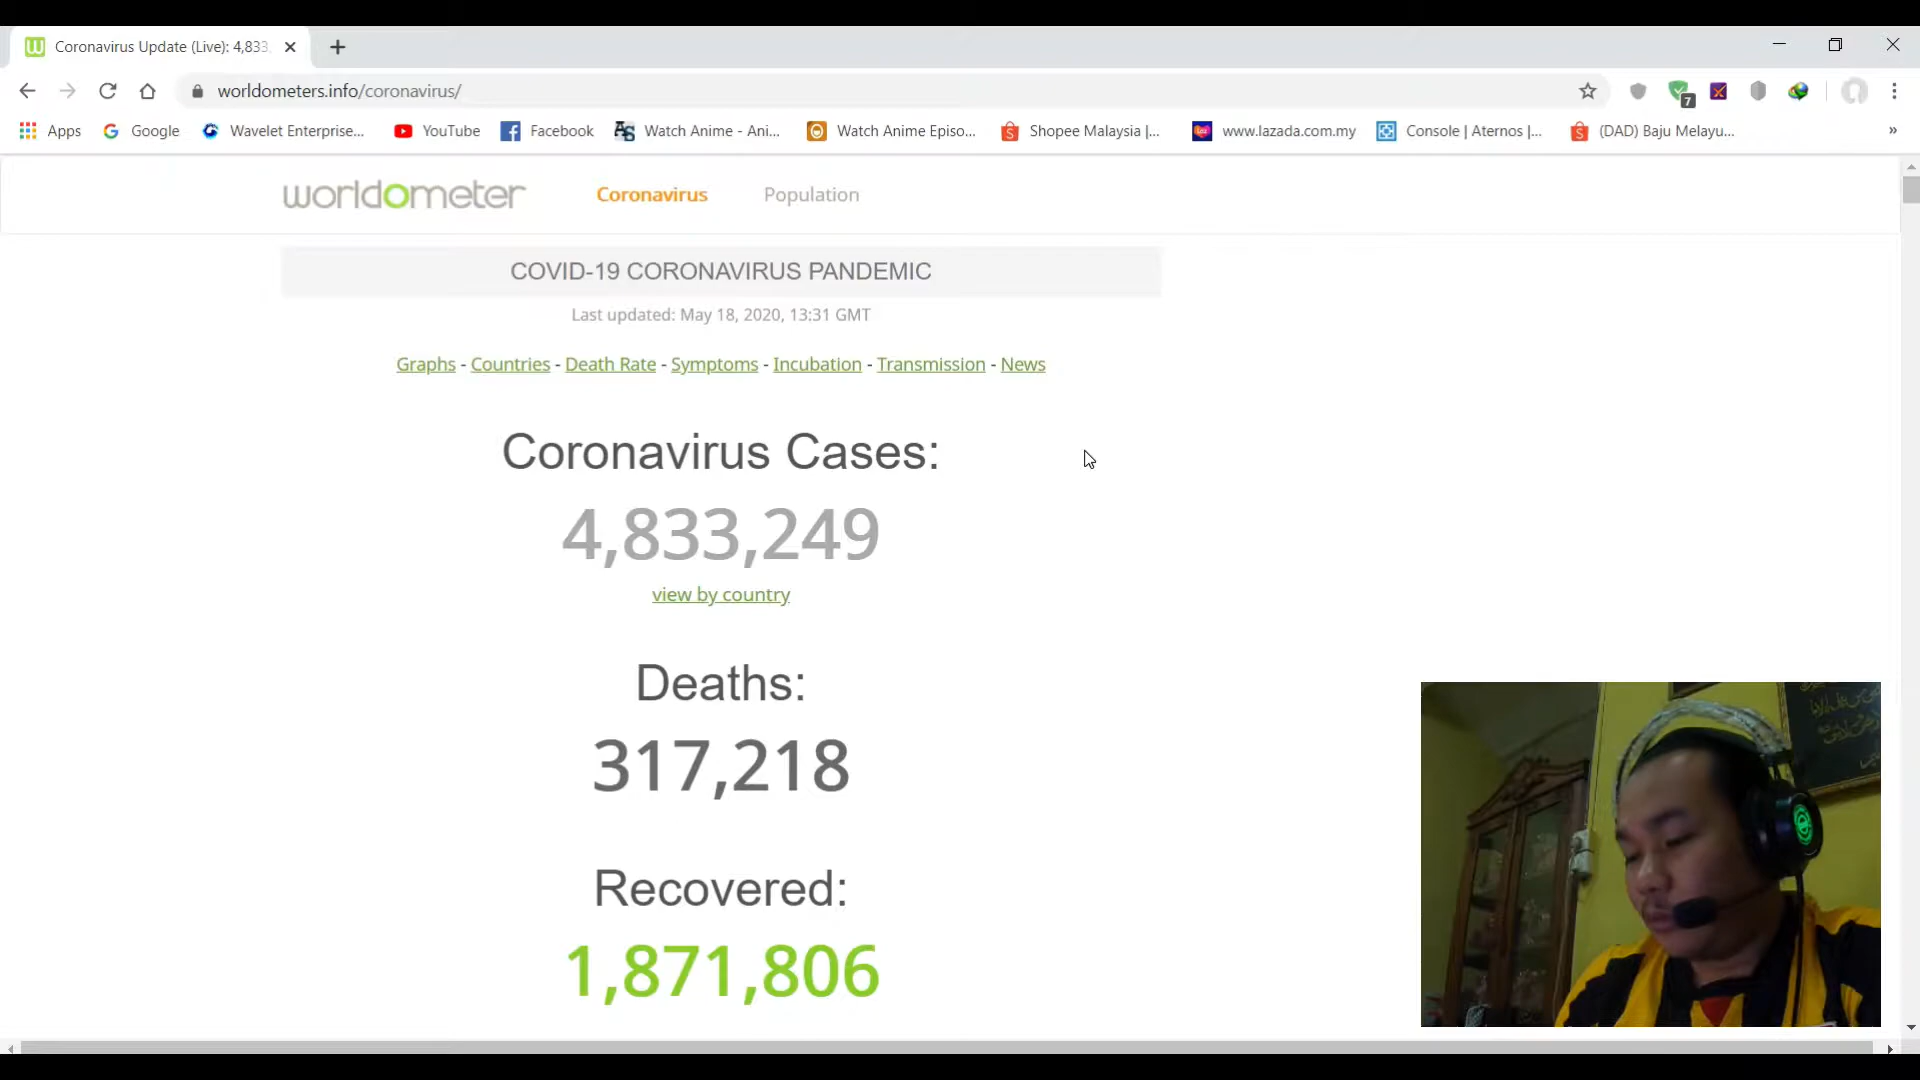 Coronavirus Update (Live): 4,833
worldometers.info/coronavirus/
7
Apps
Google
Wavelet Enterprise...
YouTube
Facebook
Watch Anime - Ani...
Watch Anime Episo...
Shopee Malaysia |...
www.lazada.com.my
Console | Aternos |...
(DAD) Baju Melayu...
»
worldometer
Coronavirus
Population
COVID-19 CORONAVIRUS PANDEMIC
Last updated: May 18, 2020, 13:31 GMT
Graphs - Countries - Death Rate - Symptoms - Incubation - Transmission - News
Coronavirus Cases:
4,833,249
view by country
Deaths:
317,218
Recovered:
1,871,806